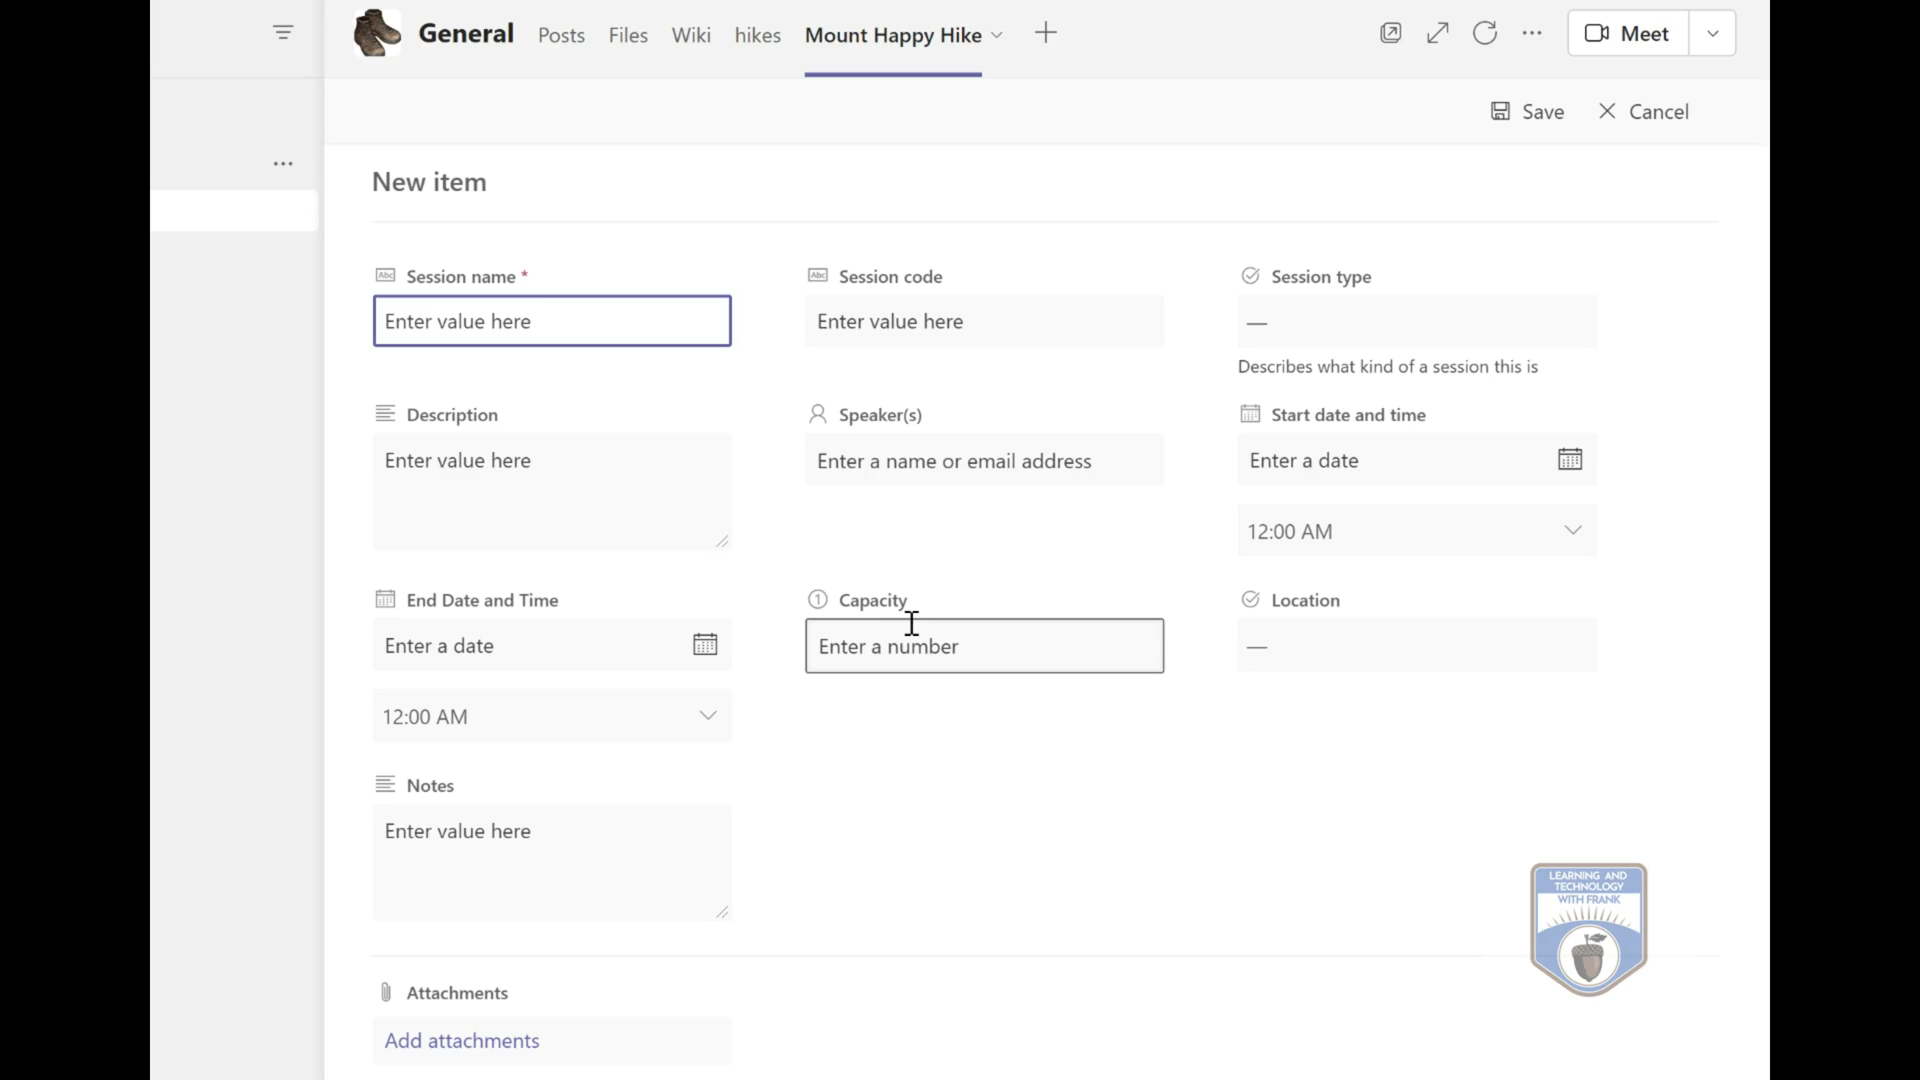 General Posts Files Wiki hikes Mount Happy Hike Meet
Save Cancel
New item
Abc Session name * Abc Session code Session type
Enter value here Enter value here —
Describes what kind of a session this is
Description Speaker(s) Start date and time
Enter value here Enter a name or email address Enter a date
12:00 AM
End Date and Time 1 Capacity Location
Enter a date Enter a number —
12:00 AM
Notes
Enter value here
LEARNING AND
TECHNOLOGY
WITH FRANK
Attachments
Add attachments